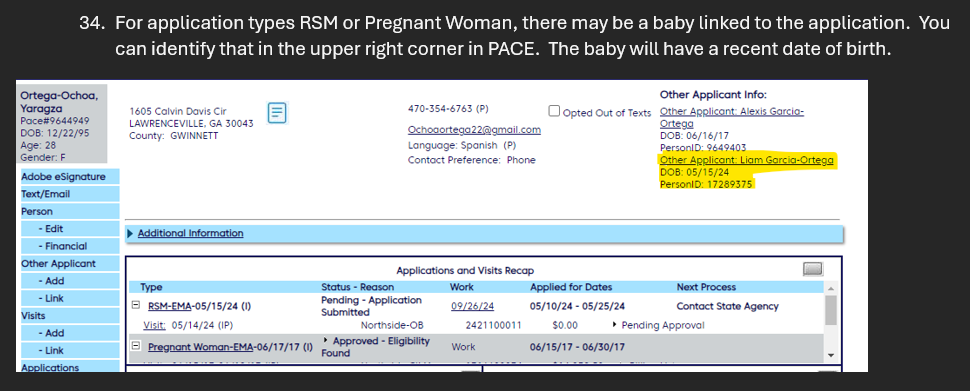 34. For application types RSM or Pregnant Woman, there may be a baby linked to the application. You
can identify that in the upper right corner in PACE. The baby will have a recent date of birth.
Ortega-Ochoa,
Yaragza
Pace#9644949
DOB: 12/22/95
Age: 28
Gender: F
1605 Calvin Davis Cir
LAWRENCEVILLE, GA 30043
County: GWINNETT
470-354-6763 (P)
Ochoaortega22@gmail.com
Language: Spanish (P)
Contact Preference: Phone
Opted Out of Texts
Other Applicant Info:
Other Applicant: Alexis Garcia-
Ortega
DOB: 06/16/17
PersonID: 9649403
Other Applicant: Liam Garcia-Ortega
DOB: 05/15/24
PersonID: 17289375
Adobe eSignature
Text/Email
Person
- Edit
- Financial
Other Applicant
- Add
- Link
Visits
- Add
- Link
Applications
Additional Information
Applications and Visits Recap
Type Status - Reason Work Applied for Dates Next Process
RSM-EMA-05/15/24 (I) Pending - Application Submitted 09/26/24 05/10/24 - 05/25/24 Contact State Agency
Visit: 05/14/24 (IP) Northside-OB 2421100011 $0.00 Pending Approval
Pregnant Woman-EMA-06/17/17 (I) Approved - Eligibility Found Work 06/15/17 - 06/30/17